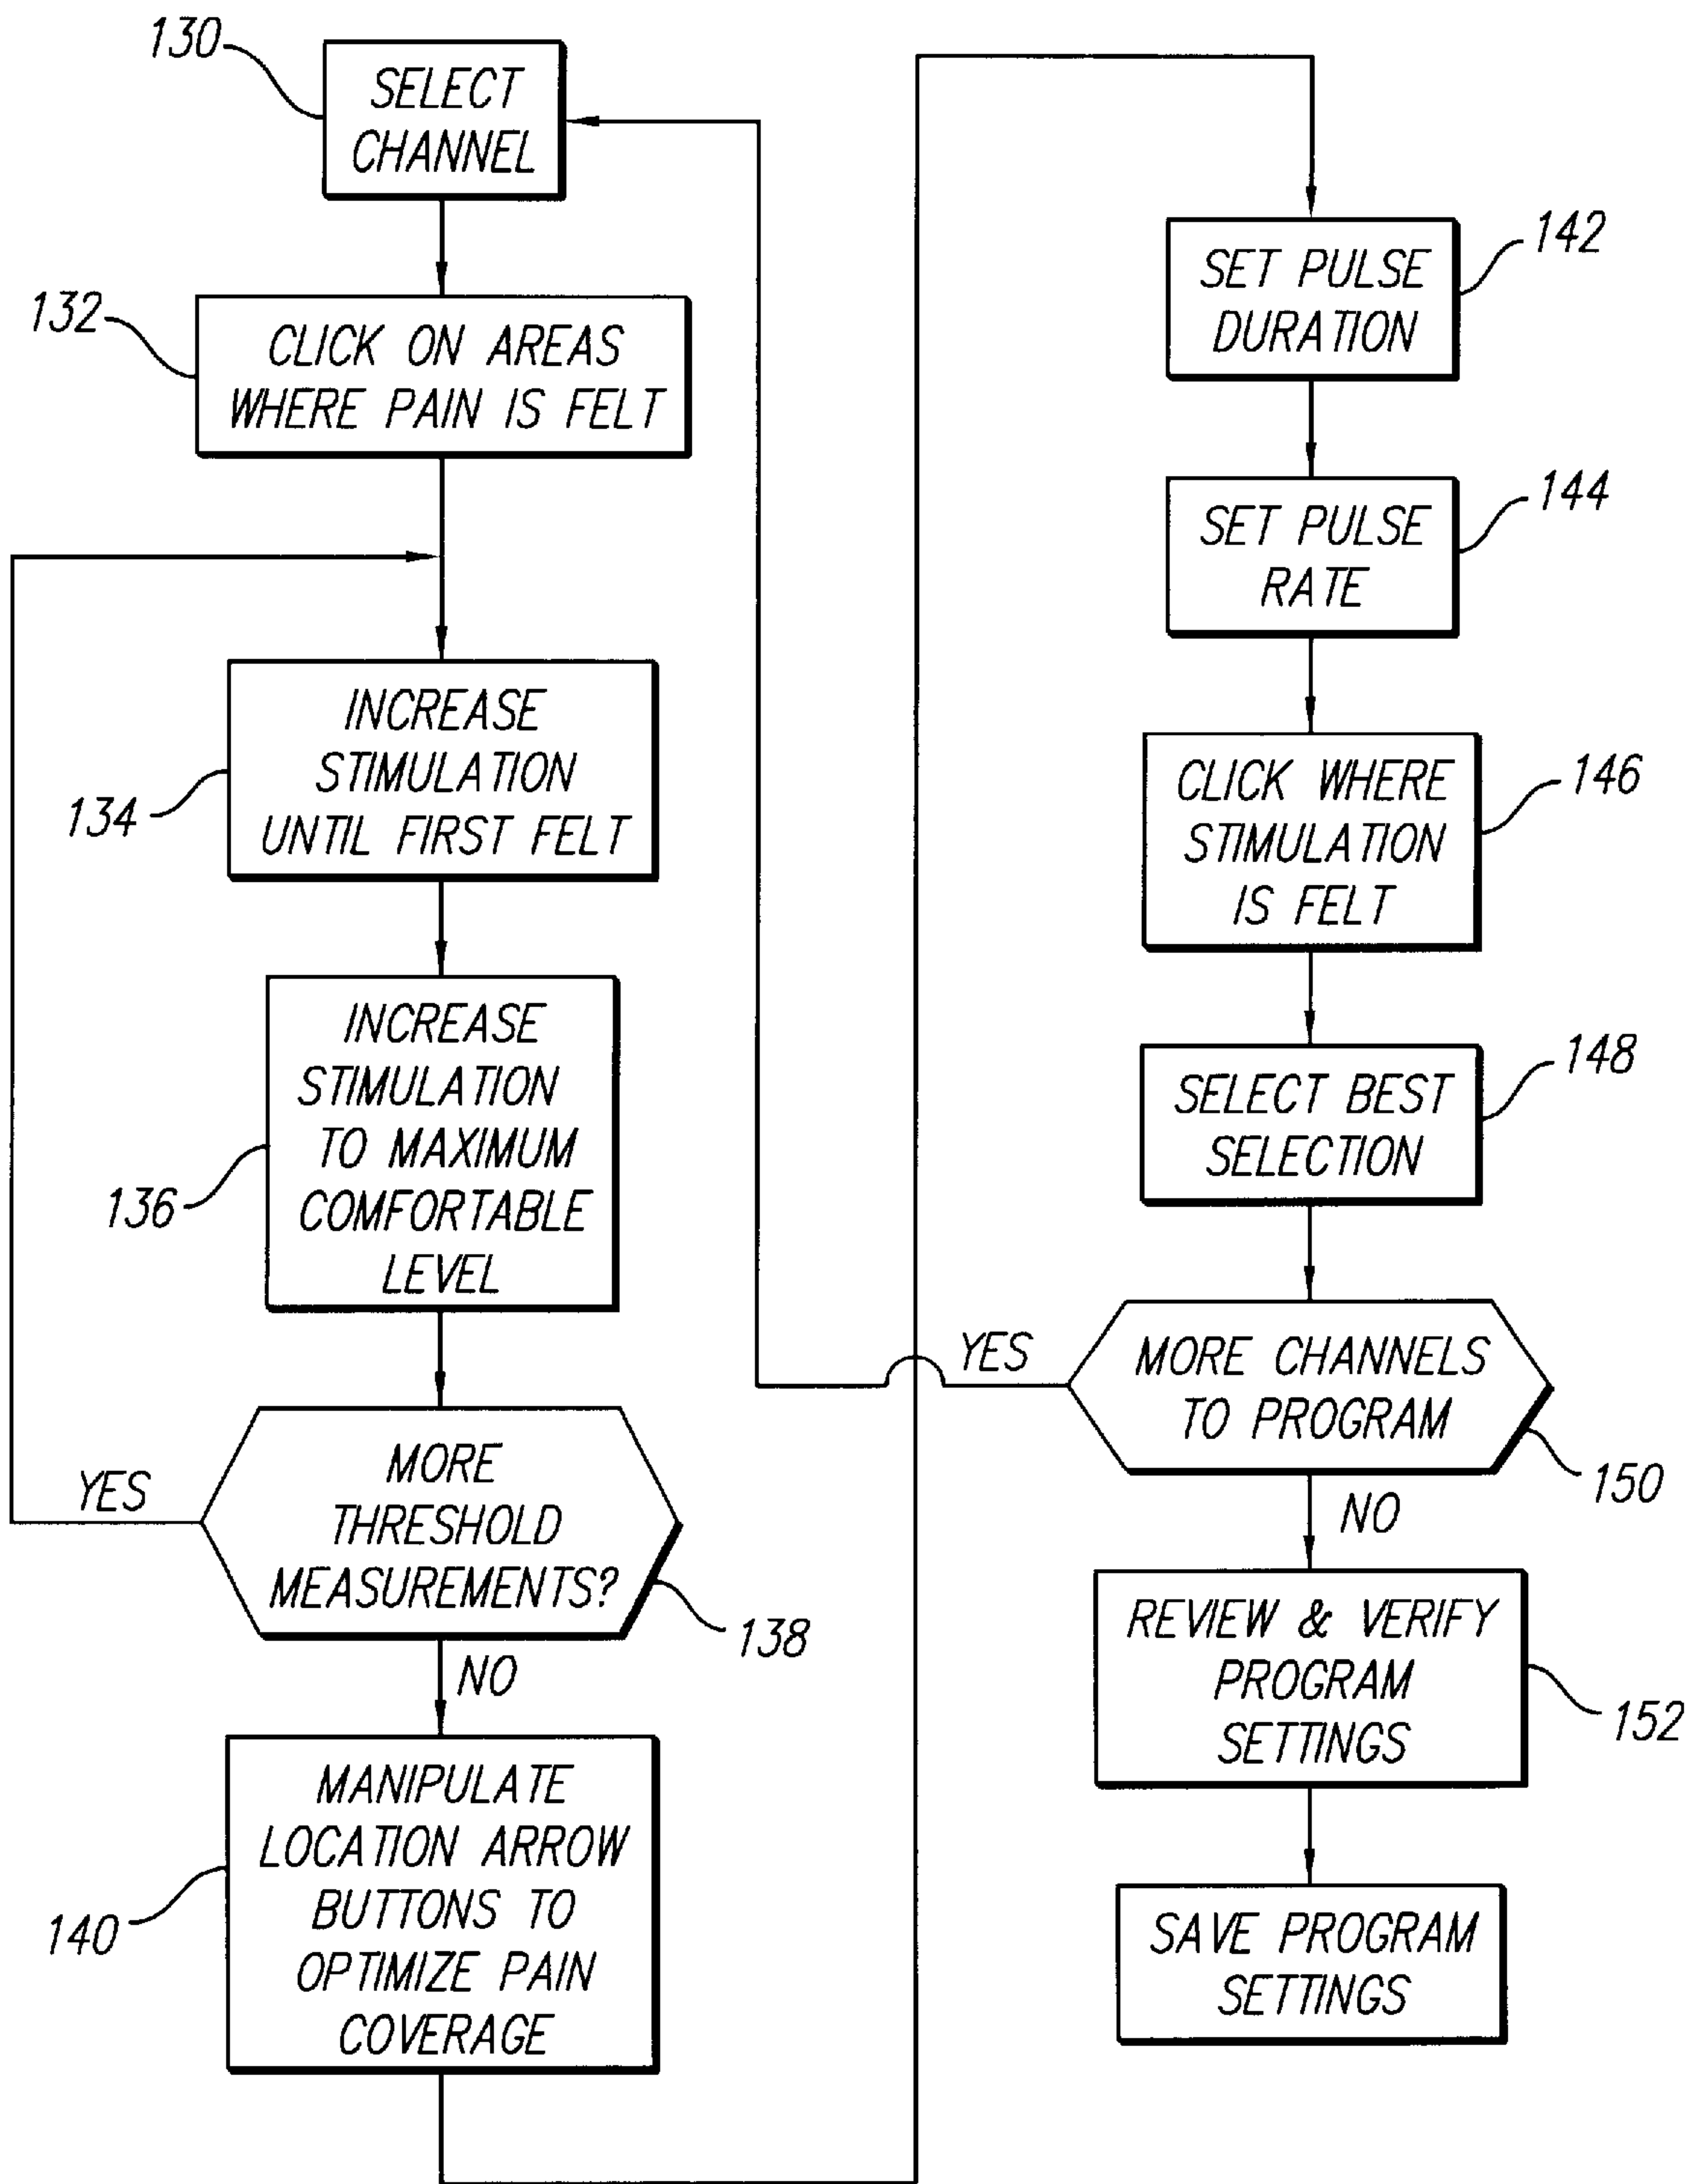 130
SELECT
CHANNEL
132
CLICK ON AREAS
WHERE PAIN IS FELT
INCREASE
STIMULATION
UNTIL FIRST FELT
134
INCREASE
STIMULATION
TO MAXIMUM
COMFORTABLE
LEVEL
136
YES
MORE
THRESHOLD
MEASUREMENTS?
138
NO
MANIPULATE
LOCATION ARROW
BUTTONS TO
OPTIMIZE PAIN
COVERAGE
140
SET PULSE
DURATION
142
SET PULSE
RATE
144
CLICK WHERE
STIMULATION
IS FELT
146
SELECT BEST
SELECTION
148
YES
MORE CHANNELS
TO PROGRAM
150
NO
REVIEW & VERIFY
PROGRAM
SETTINGS
152
SAVE PROGRAM
SETTINGS